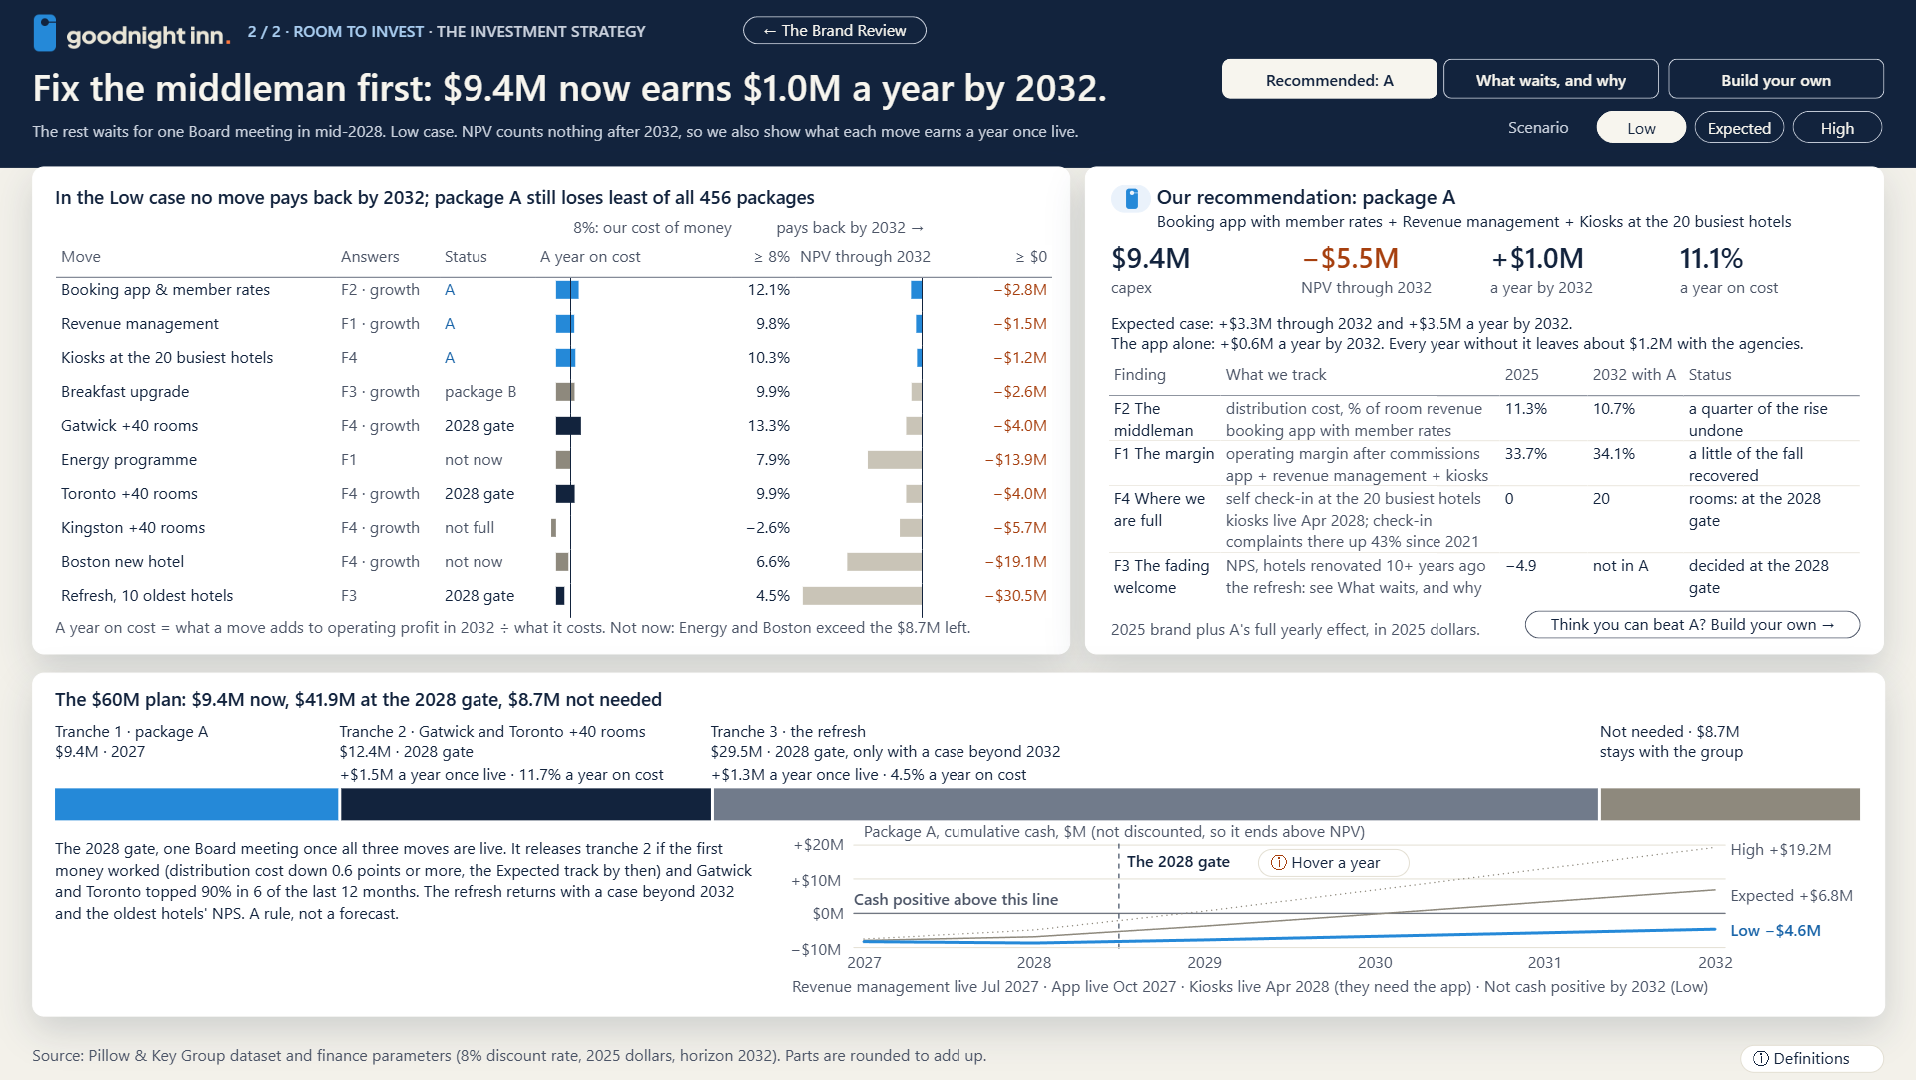 goodnight inn.
2 / 2 · ROOM TO INVEST · THE INVESTMENT STRATEGY
← The Brand Review
Fix the middleman first: $9.4M now earns $1.0M a year by 2032.
The rest waits for one Board meeting in mid-2028. Low case. NPV counts nothing after 2032, so we also show what each move earns a year once live.
Recommended: A
What waits, and why
Build your own
Scenario
Low
Expected
High
In the Low case no move pays back by 2032; package A still loses least of all 456 packages
8%: our cost of money
pays back by 2032 →
Move Answers Status A year on cost ≥ 8% NPV through 2032 ≥ $0
Booking app & member rates F2 · growth A 12.1% −$2.8M
Revenue management F1 · growth A 9.8% −$1.5M
Kiosks at the 20 busiest hotels F4 A 10.3% −$1.2M
Breakfast upgrade F3 · growth package B 9.9% −$2.6M
Gatwick +40 rooms F4 · growth 2028 gate 13.3% −$4.0M
Energy programme F1 not now 7.9% −$13.9M
Toronto +40 rooms F4 · growth 2028 gate 9.9% −$4.0M
Kingston +40 rooms F4 · growth not full −2.6% −$5.7M
Boston new hotel F4 · growth not now 6.6% −$19.1M
Refresh, 10 oldest hotels F3 2028 gate 4.5% −$30.5M
A year on cost = what a move adds to operating profit in 2032 ÷ what it costs. Not now: Energy and Boston exceed the $8.7M left.
Our recommendation: package A
Booking app with member rates + Revenue management + Kiosks at the 20 busiest hotels
$9.4M −$5.5M +$1.0M 11.1%
capex NPV through 2032 a year by 2032 a year on cost
Expected case: +$3.3M through 2032 and +$3.5M a year by 2032.
The app alone: +$0.6M a year by 2032. Every year without it leaves about $1.2M with the agencies.
Finding What we track 2025 2032 with A Status
F2 The distribution cost, % of room revenue 11.3% 10.7% a quarter of the rise
middleman booking app with member rates undone
F1 The margin operating margin after commissions 33.7% 34.1% a little of the fall
app + revenue management + kiosks recovered
F4 Where we self check-in at the 20 busiest hotels 0 20 rooms: at the 2028
are full kiosks live Apr 2028; check-in gate
complaints there up 43% since 2021
F3 The fading NPS, hotels renovated 10+ years ago −4.9 not in A decided at the 2028
welcome the refresh: see What waits, and why gate
2025 brand plus A's full yearly effect, in 2025 dollars.
Think you can beat A? Build your own →
The $60M plan: $9.4M now, $41.9M at the 2028 gate, $8.7M not needed
Tranche 1 · package A
$9.4M · 2027
Tranche 2 · Gatwick and Toronto +40 rooms
$12.4M · 2028 gate
+$1.5M a year once live · 11.7% a year on cost
Tranche 3 · the refresh
$29.5M · 2028 gate, only with a case beyond 2032
+$1.3M a year once live · 4.5% a year on cost
Not needed · $8.7M
stays with the group
The 2028 gate, one Board meeting once all three moves are live. It releases tranche 2 if the first
money worked (distribution cost down 0.6 points or more, the Expected track by then) and Gatwick
and Toronto topped 90% in 6 of the last 12 months. The refresh returns with a case beyond 2032
and the oldest hotels' NPS. A rule, not a forecast.
Package A, cumulative cash, $M (not discounted, so it ends above NPV)
+$20M
+$10M
$0M
−$10M
The 2028 gate
ⓘ Hover a year
Cash positive above this line
High +$19.2M
Expected +$6.8M
Low −$4.6M
2027 2028 2029 2030 2031 2032
Revenue management live Jul 2027 · App live Oct 2027 · Kiosks live Apr 2028 (they need the app) · Not cash positive by 2032 (Low)
Source: Pillow & Key Group dataset and finance parameters (8% discount rate, 2025 dollars, horizon 2032). Parts are rounded to add up.
ⓘ Definitions